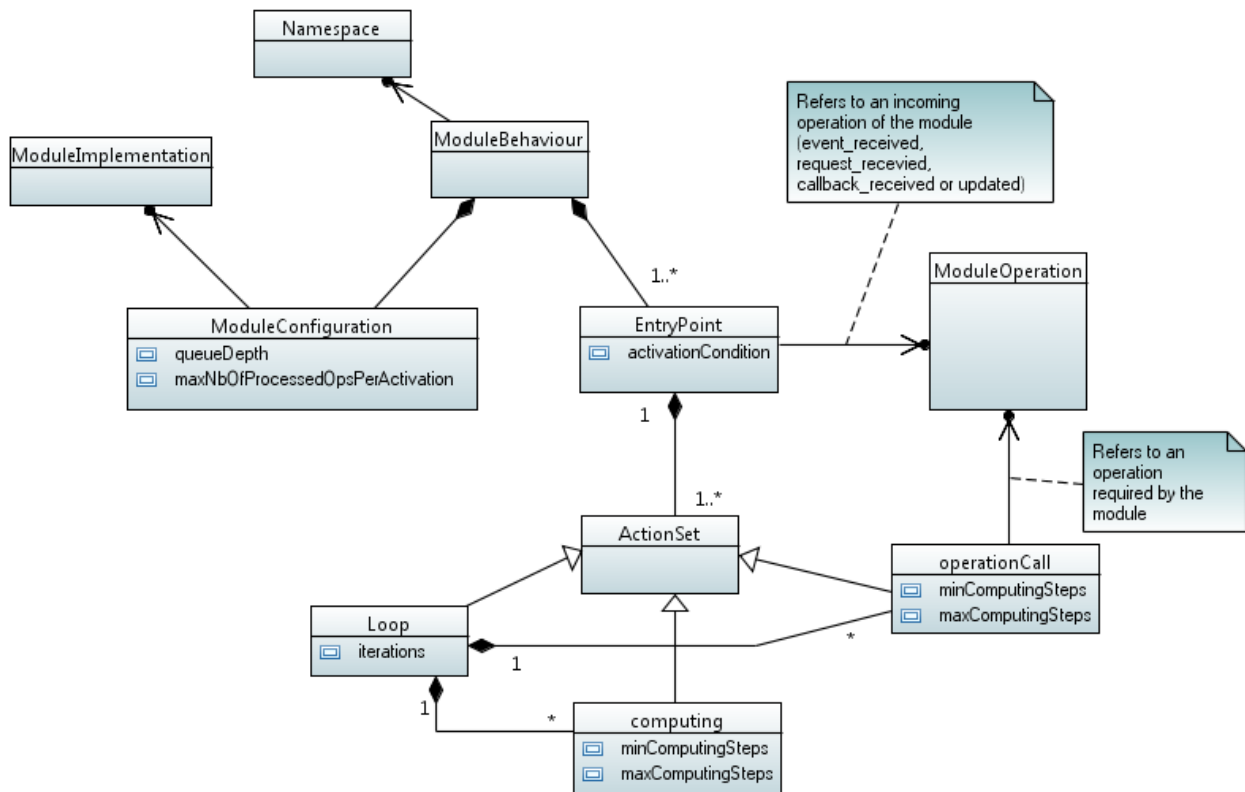 Namespace
Refers to an incoming
operation of the module
(event_received,
request_recevied,
callback_received or updated)
ModuleBehaviour
ModuleImplementation
ModuleOperation
1..*
ModuleConfiguration
queueDepth
maxNbOfProcessedOpsPerActivation
EntryPoint
activationCondition
1
Refers to an
operation
required by the
module
1..*
ActionSet
operationCall
minComputingSteps
maxComputingSteps
Loop
iterations
*
1
1
*
computing
minComputingSteps
maxComputingSteps